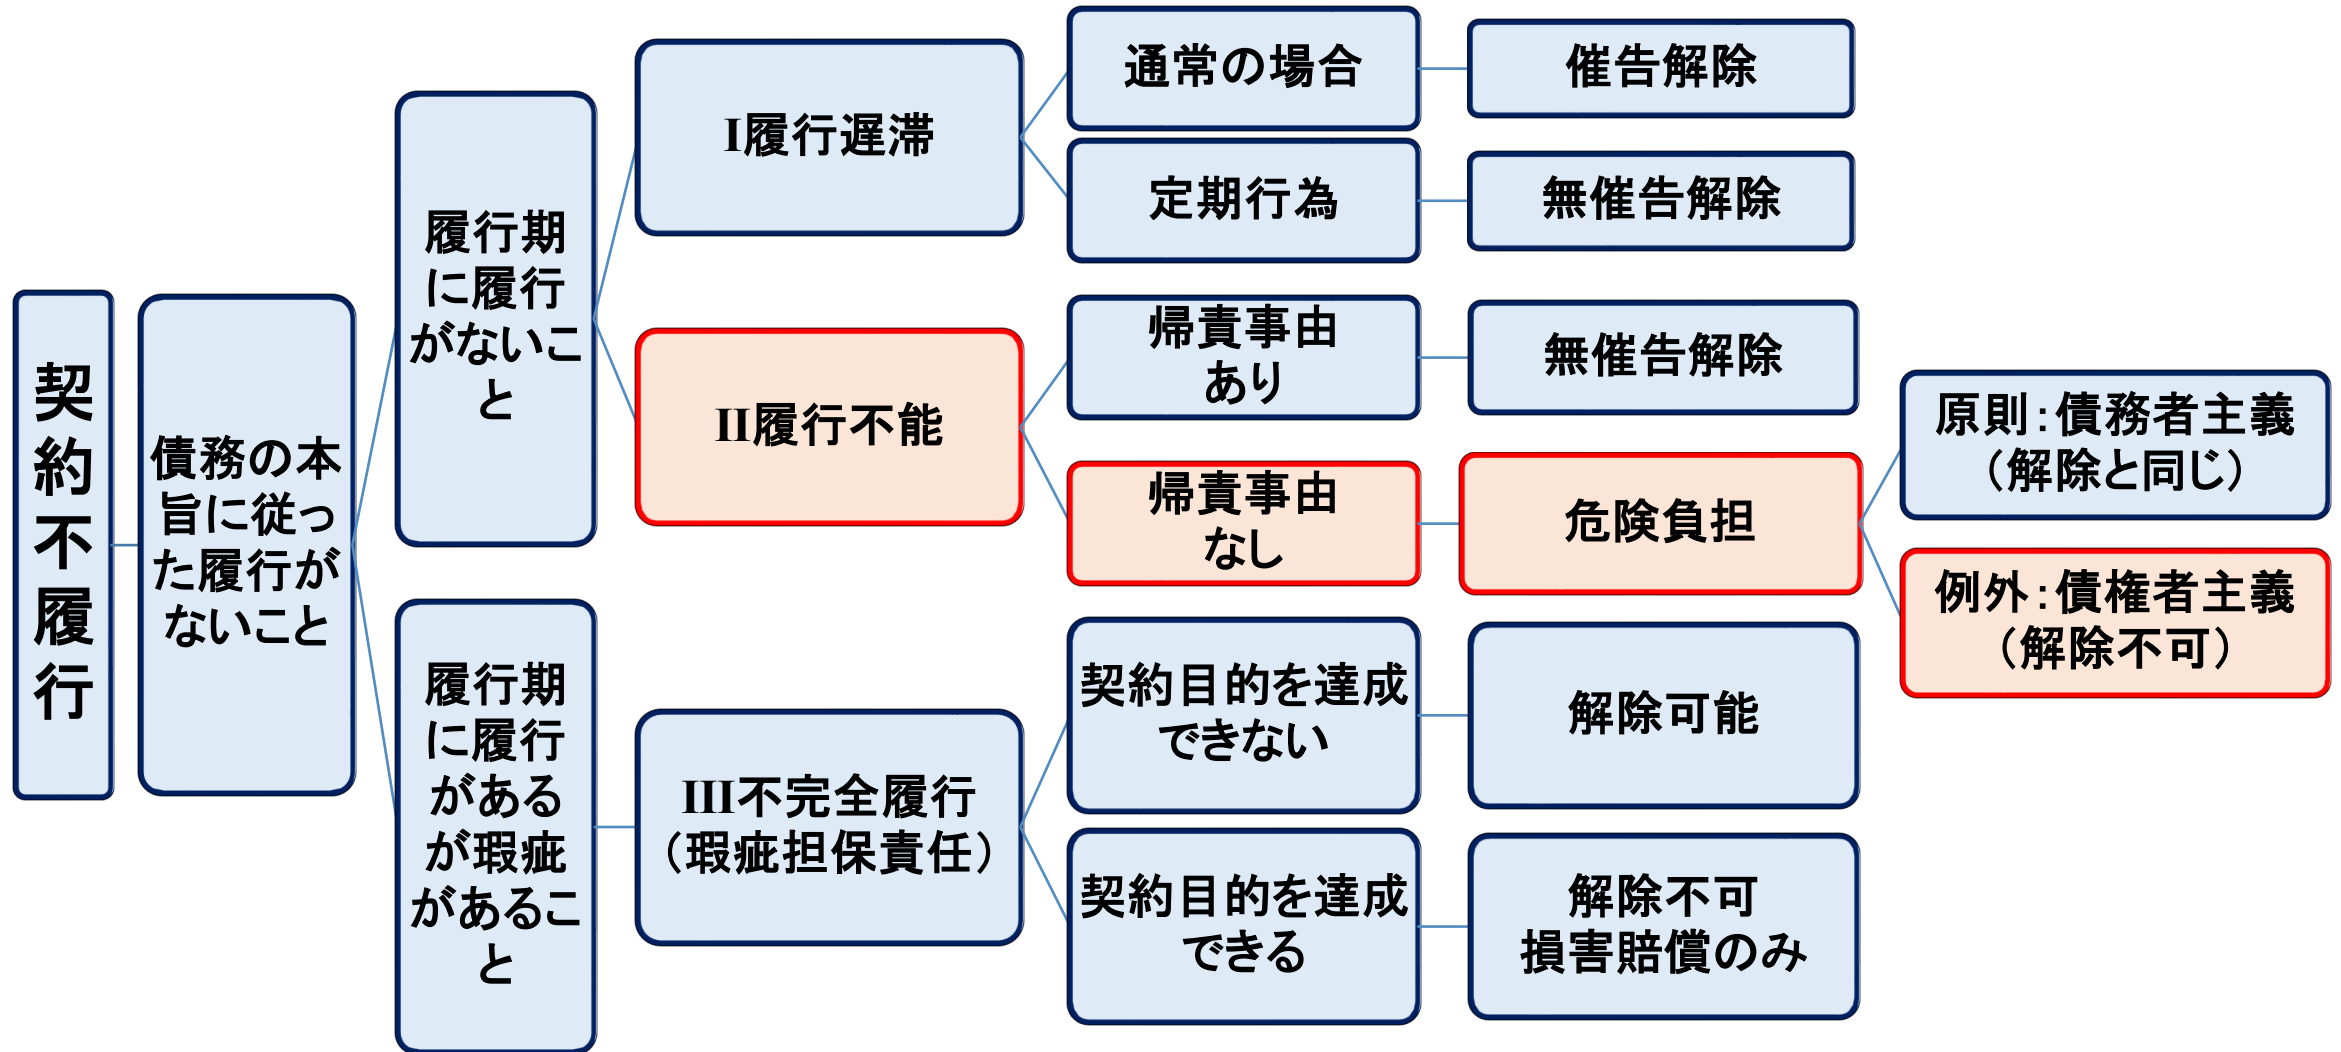 契
約
不
履
行
債務の本
旨に従っ
た履行が
ないこと
履行期
に履行
がないこ
と
I履行遅滞
通常の場合
催告解除
定期行為
無催告解除
II履行不能
帰責事由
あり
無催告解除
帰責事由
なし
危険負担
原則：債務者主義
（解除と同じ）
例外：債権者主義
（解除不可）
履行期
に履行
がある
が瑕疵
があるこ
と
III不完全履行
（瑕疵担保責任）
契約目的を達成
できない
解除可能
契約目的を達成
できる
解除不可
損害賠償のみ